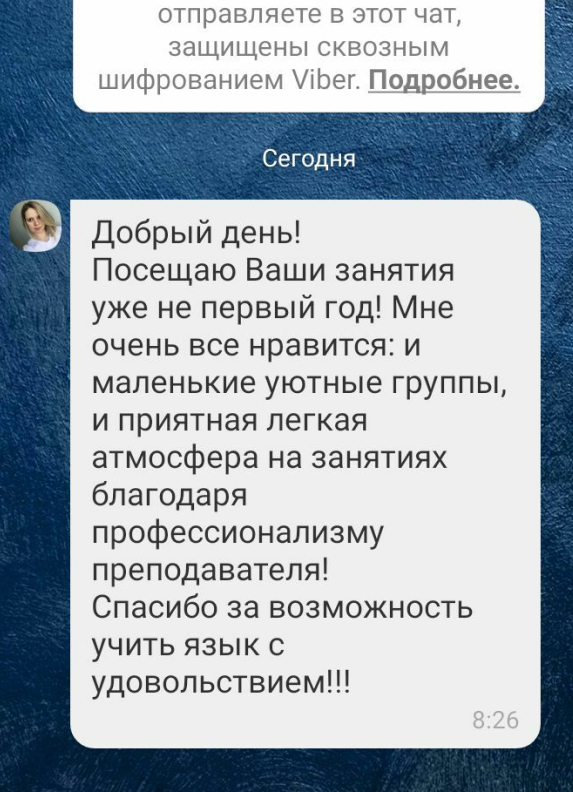 отправляете в этот чат,
защищены сквозным
шифрованием Viber. Подробнее.
Сегодня
Добрый день!
Посещаю Ваши занятия
уже не первый год! Мне
очень все нравится: и
маленькие уютные группы,
и приятная легкая
атмосфера на занятиях
благодаря
профессионализму
преподавателя!
Спасибо за возможность
учить язык с
удовольствием!!!
8:26